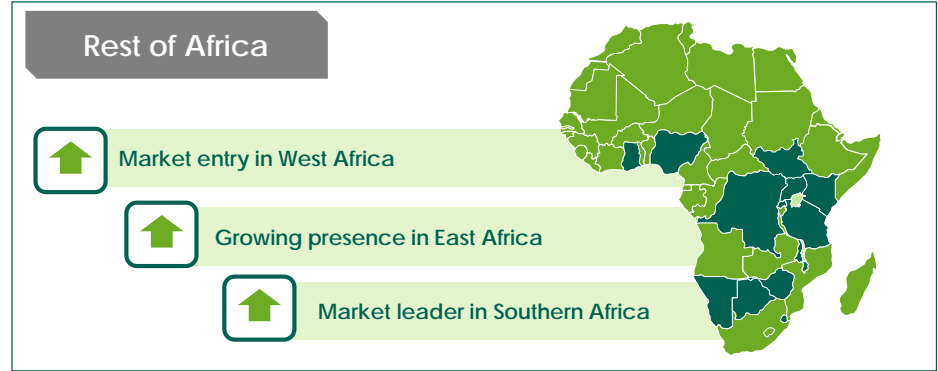 Rest of Africa
Market entry in West Africa
Growing presence in East Africa
Market leader in Southern Africa